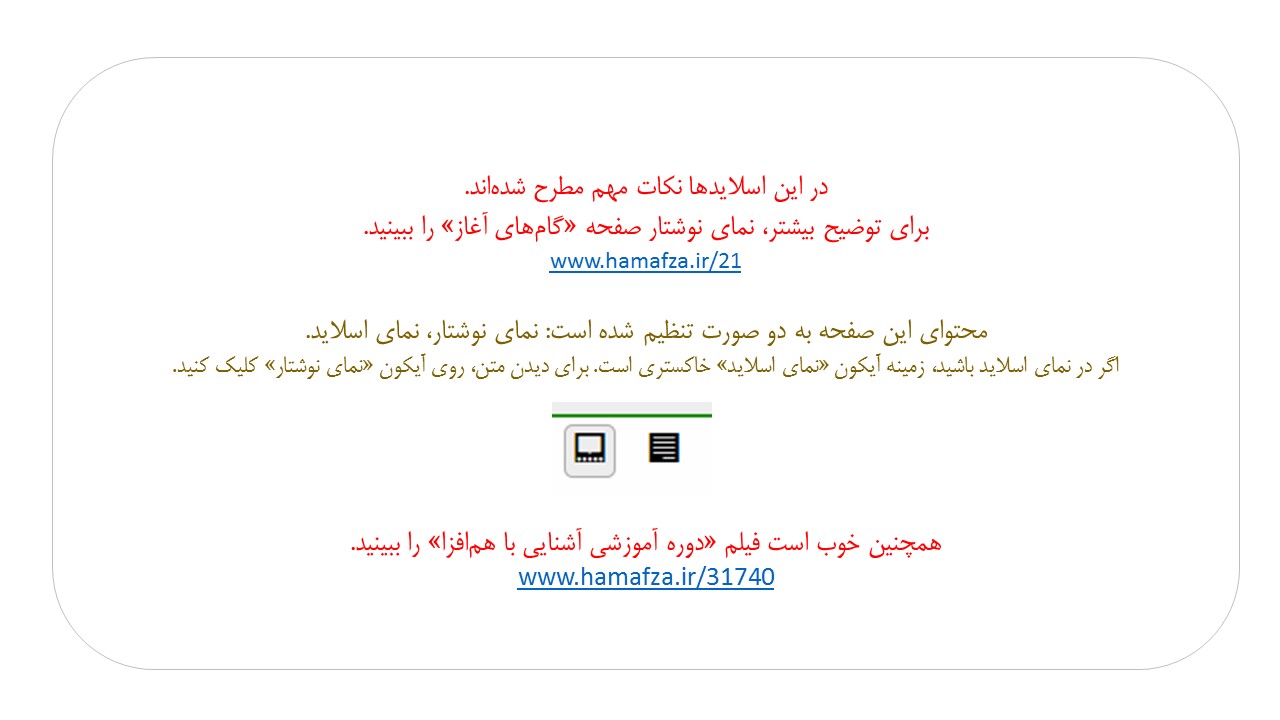 در این اسلایدها نکات مهم مطرح شده‌اند.
برای توضیح بیشتر، نمای نوشتار صفحه «گام‌های آغاز» را ببینید.
www.hamafza.ir/21
محتوای این صفحه به دو صورت تنظیم شده است: نمای نوشتار، نمای اسلاید.
اگر در نمای اسلاید باشید، زمینه آیکون «نمای اسلاید» خاکستری است. برای دیدن متن، روی آیکون «نمای نوشتار» کلیک کنید.
همچنین خوب است فیلم «دوره آموزشی آشنایی با هم‌افزا» را ببینید.
www.hamafza.ir/31740